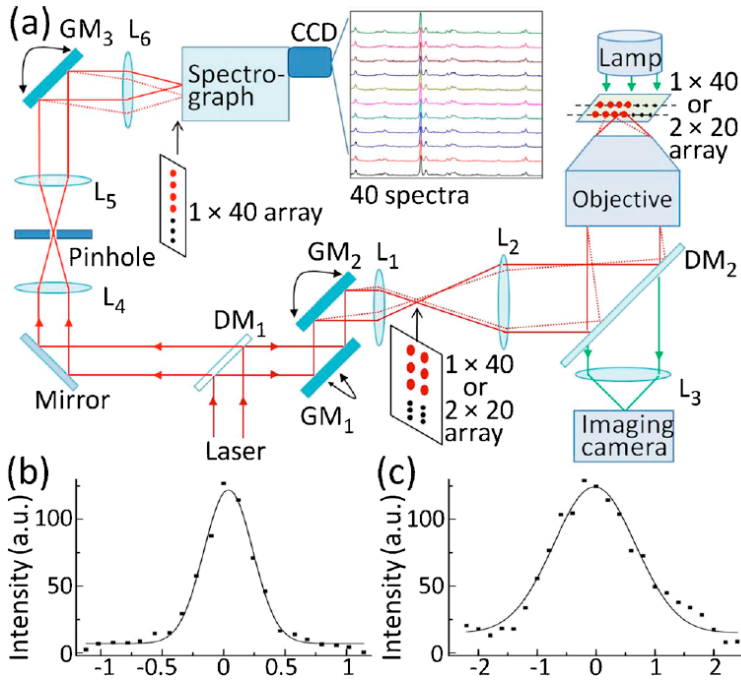 (a)
GM3
L6
CCD
Spectro-
graph
40 spectra
Lamp
1 × 40
or
2 × 20
array
Objective
L5
1 × 40 array
Pinhole
L4
GM2
L1
L2
DM2
DM1
Mirror
GM1
Laser
1 × 40
or
2 × 20
array
L3
Imaging
camera
(b)
Intensity (a.u.)
100
50
0
-1 -0.5 0 0.5 1
(c)
Intensity (a.u.)
100
50
0
-2 -1 0 1 2